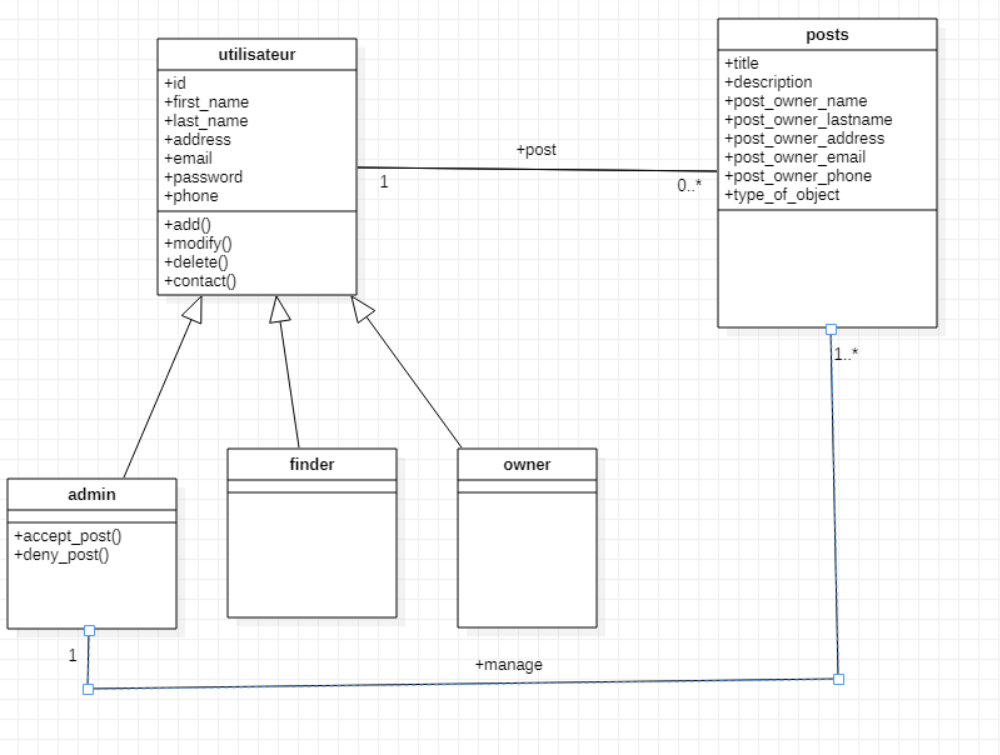 utilisateur
+id
+first_name
+last_name
+address
+email
+password
+phone
+add()
+modify()
+delete()
+contact()
+post
1
0..*
posts
+title
+description
+post_owner_name
+post_owner_lastname
+post_owner_address
+post_owner_email
+post_owner_phone
+type_of_object
1..*
admin
+accept_post()
+deny_post()
finder
owner
1
+manage